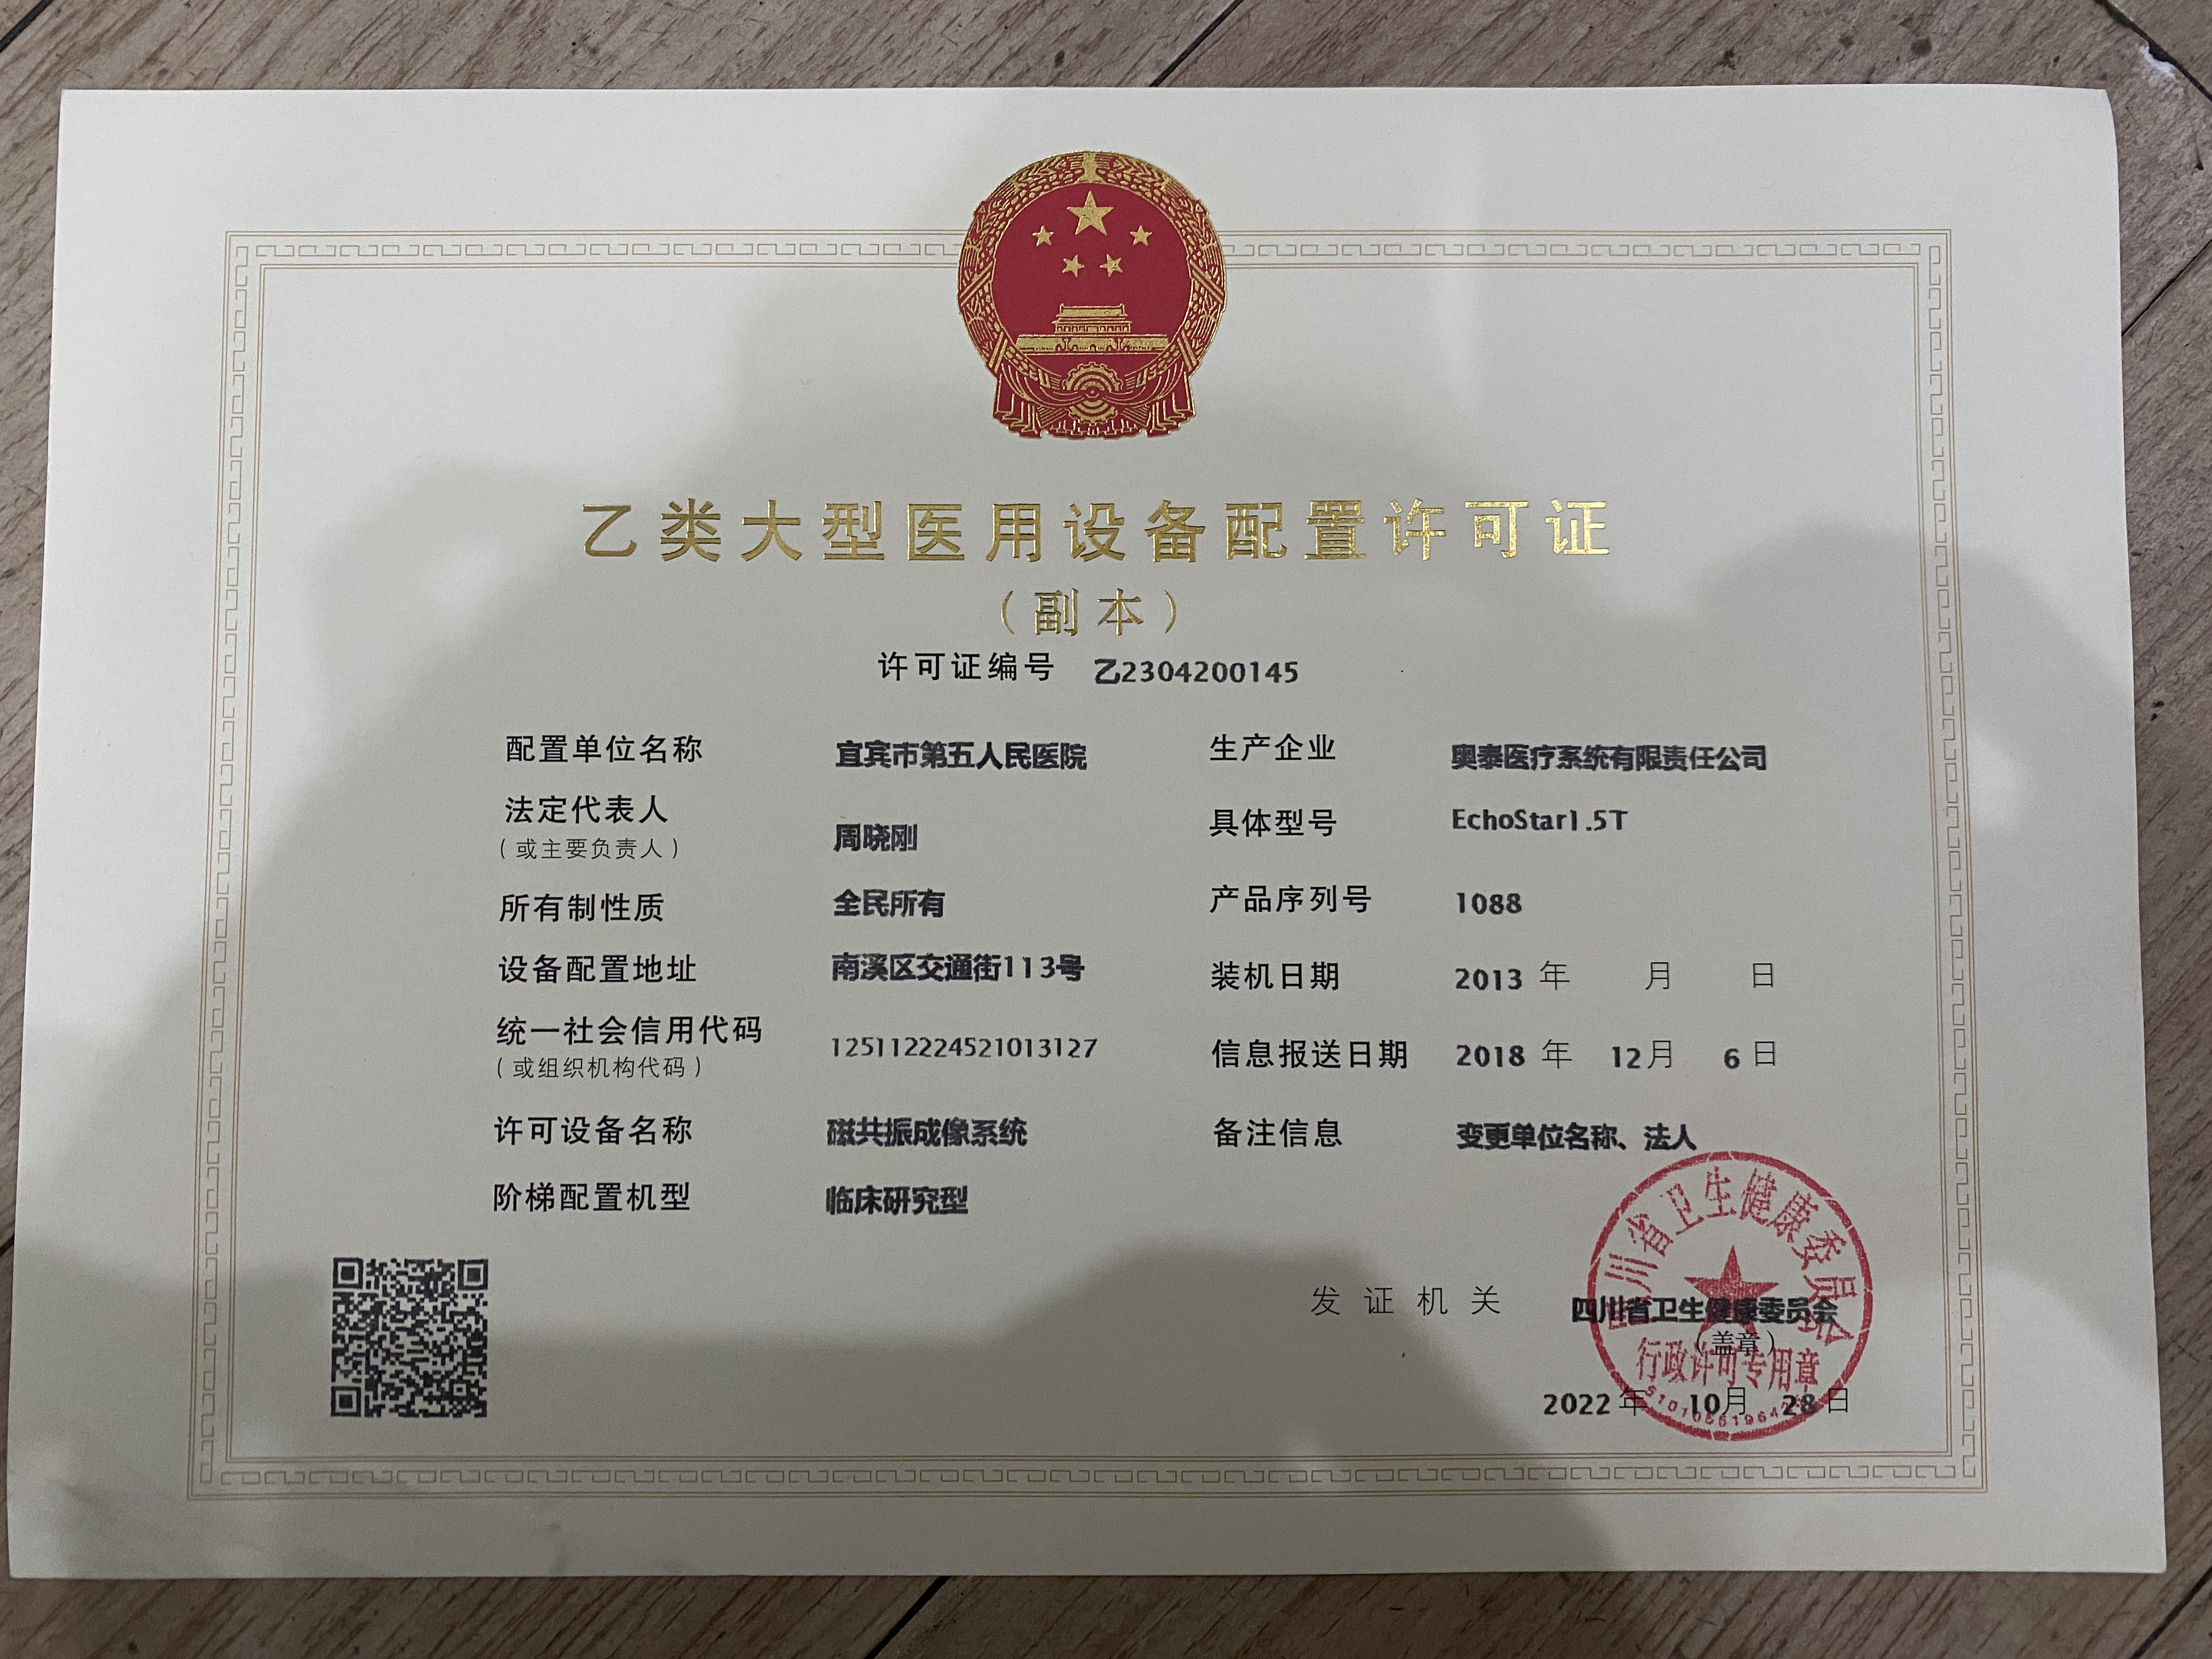 乙类大型医用设备配置许可证
（副本）
许可证编号 乙2304200145
配置单位名称 宜宾市第五人民医院
法定代表人
（或主要负责人） 周晓刚
所有制性质 全民所有
设备配置地址 南溪区交通街113号
统一社会信用代码
（或组织机构代码） 125112224521013127
许可设备名称 磁共振成像系统
阶梯配置机型 临床研究型
生产企业 奥泰医疗系统有限责任公司
具体型号 EchoStar1.5T
产品序列号 1088
装机日期 2013 年 月 日
信息报送日期 2018 年 12月 6日
备注信息 变更单位名称、法人
发证机关 四川省卫生健康委员会
（盖章）
2022年 10月 28日
四川省卫生健康委员会
行政许可专用章